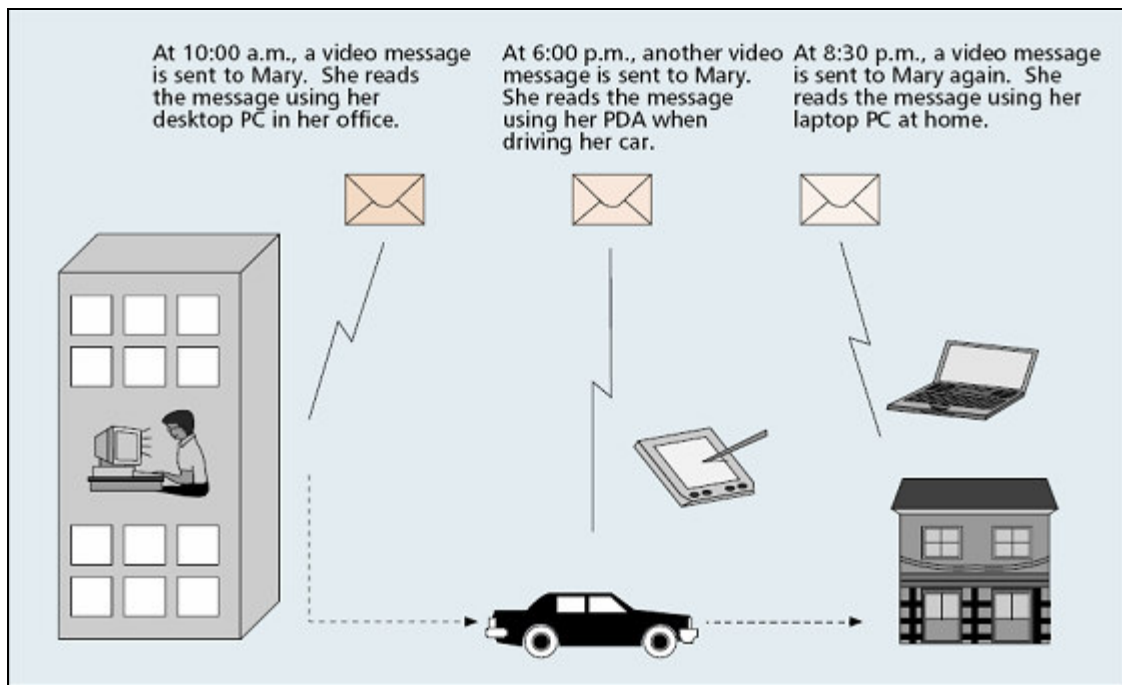 At 10:00 a.m., a video message
is sent to Mary. She reads
the message using her
desktop PC in her office.
At 6:00 p.m., another video
message is sent to Mary.
She reads the message
using her PDA when
driving her car.
At 8:30 p.m., a video message
is sent to Mary again. She
reads the message using her
laptop PC at home.